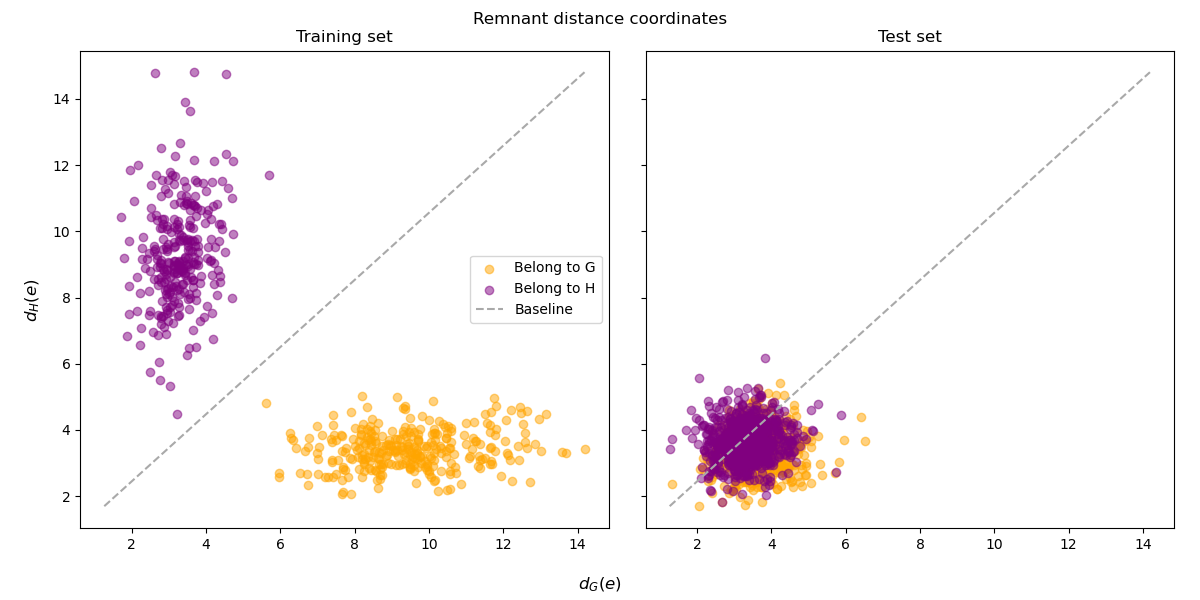 Remnant distance coordinates
Training set
Test set
14
12
10
8
6
4
2
d_H(e)
Belong to G
Belong to H
Baseline
2 4 6 8 10 12 14
2 4 6 8 10 12 14
d_G(e)